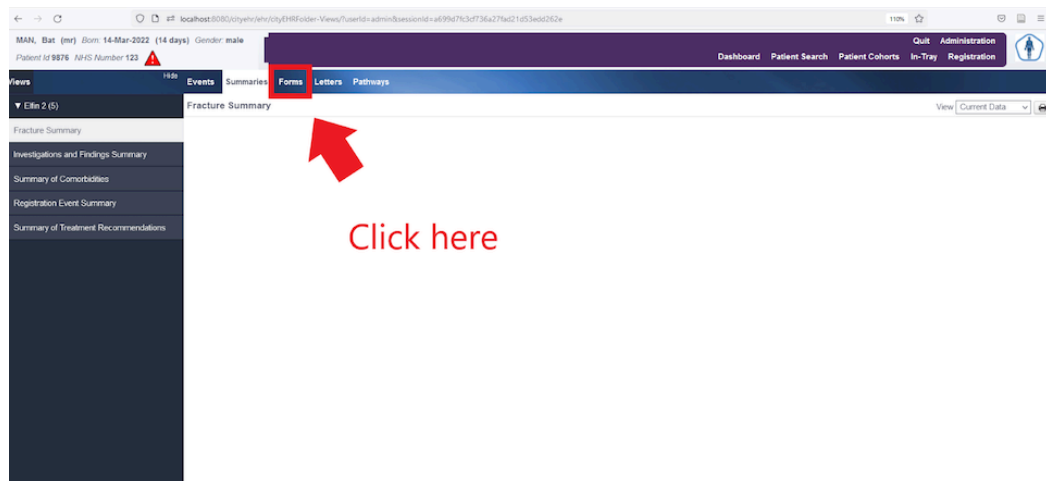 localhost:8080/cityehr/ehr/cityEHRFolder-Views/?userId=admin&sessionId=a699d7fc3cf736a27fad21d53edd262e
110%
MAN, Bat (mr) Born: 14-Mar-2022 (14 days) Gender: male
Quit Administration
Patient Id 9876 NHS Number 123
Dashboard Patient Search Patient Cohorts In-Tray Registration
Views Hide Events Summaries Forms Letters Pathways
▼ Elfin 2 (5)
Fracture Summary
View Current Data
Fracture Summary
Investigations and Findings Summary
Summary of Comorbidities
Registration Event Summary
Summary of Treatment Recommendations
Click here